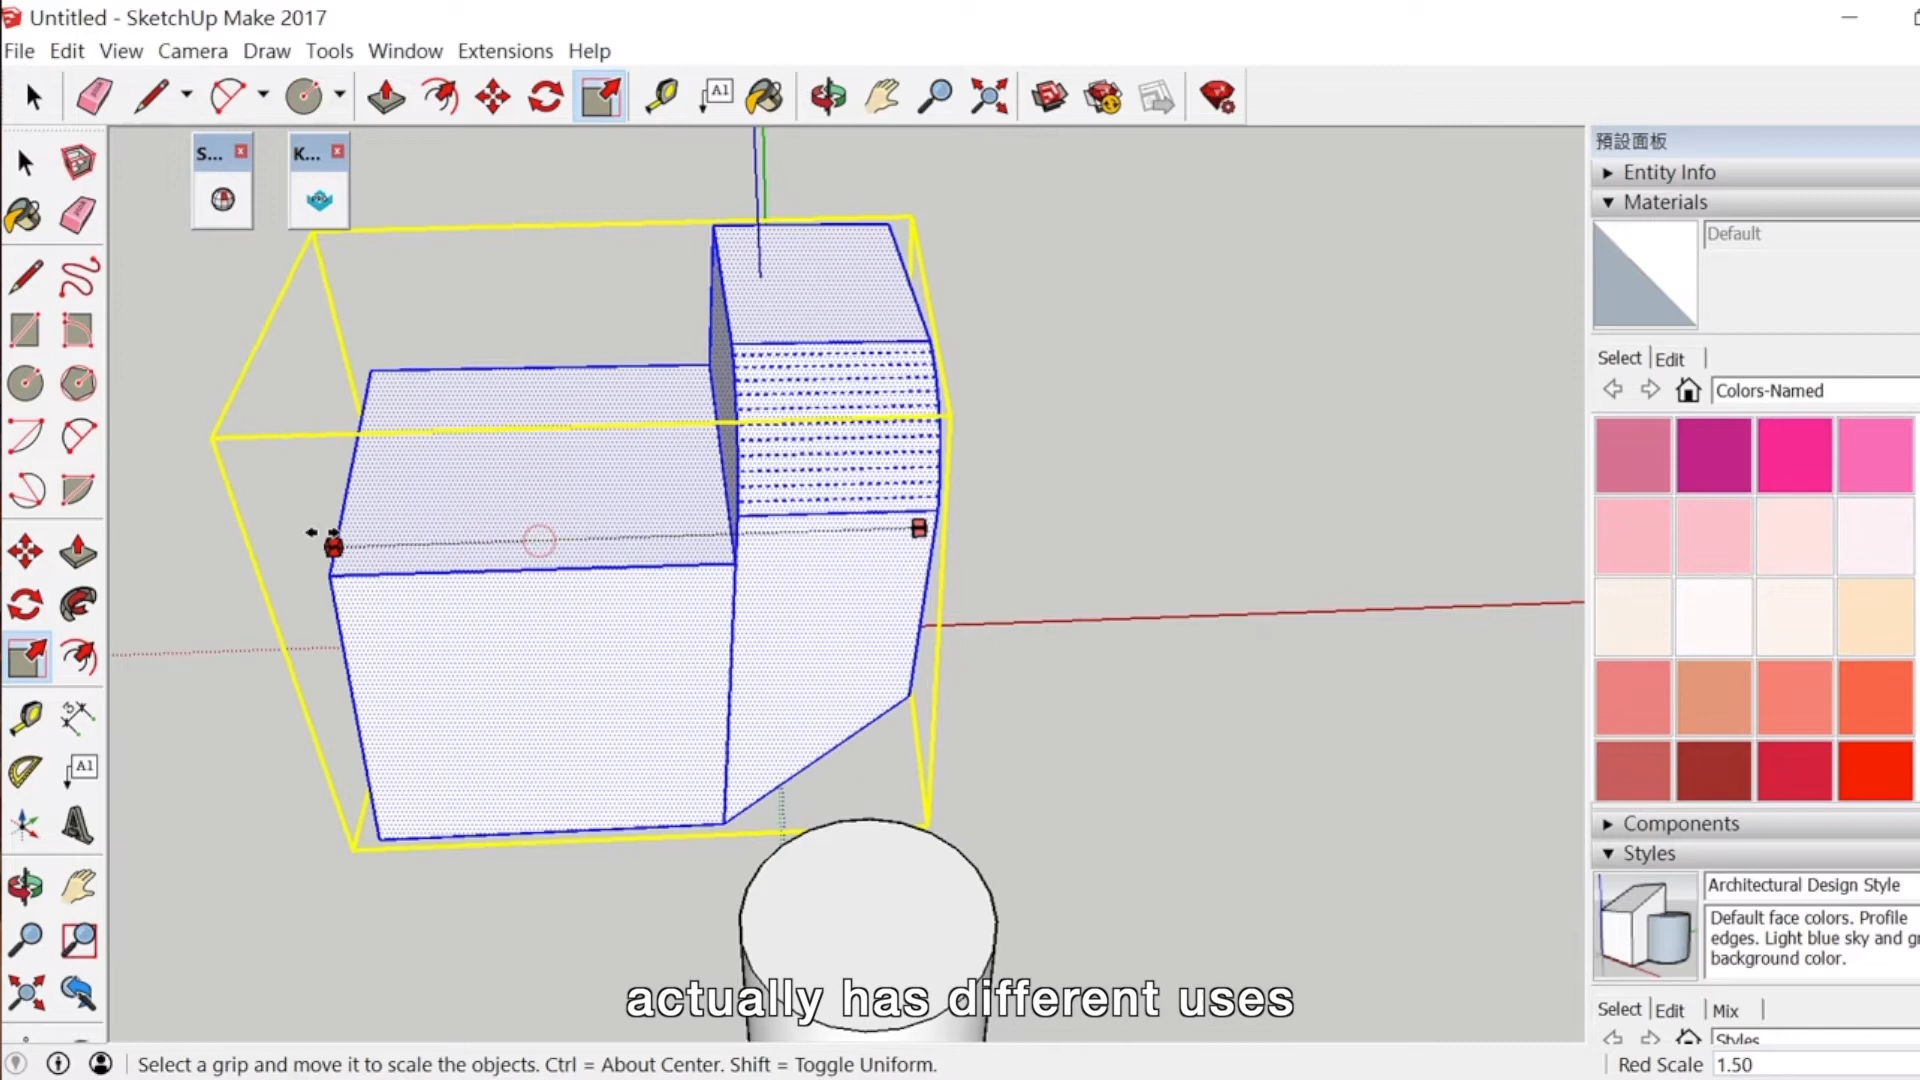 Untitled - SketchUp Make 2017
File Edit View Camera Draw Tools Window Extensions Help
A1
S...
K...
預設面板
Entity Info
Materials
Default
Select Edit
Colors-Named
A1
Components
Styles
Architectural Design Style
Default face colors. Profile
edges. Light blue sky and gr
background color.
Select Edit Mix
Styles
actually has different uses
Select a grip and move it to scale the objects. Ctrl = About Center. Shift = Toggle Uniform.
Red Scale 1.50